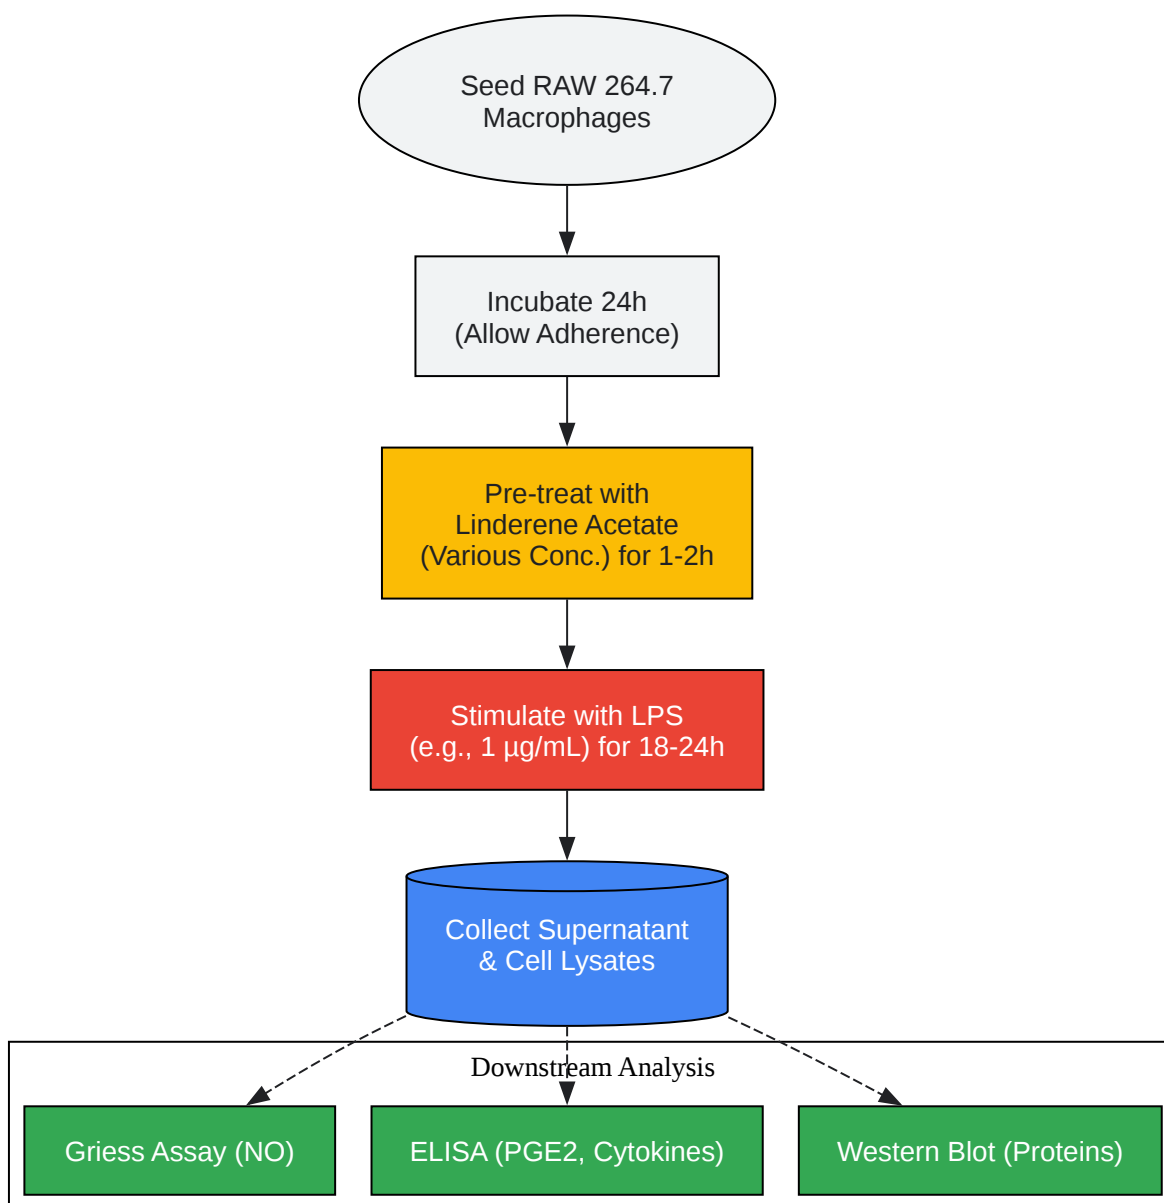 Seed RAW 264.7
Macrophages
Incubate 24h
(Allow Adherence)
Pre-treat with
Linderene Acetate
(Various Conc.) for 1-2h
Stimulate with LPS
(e.g., 1 µg/mL) for 18-24h
Collect Supernatant
& Cell Lysates
Downstream Analysis
Griess Assay (NO)
ELISA (PGE2, Cytokines)
Western Blot (Proteins)